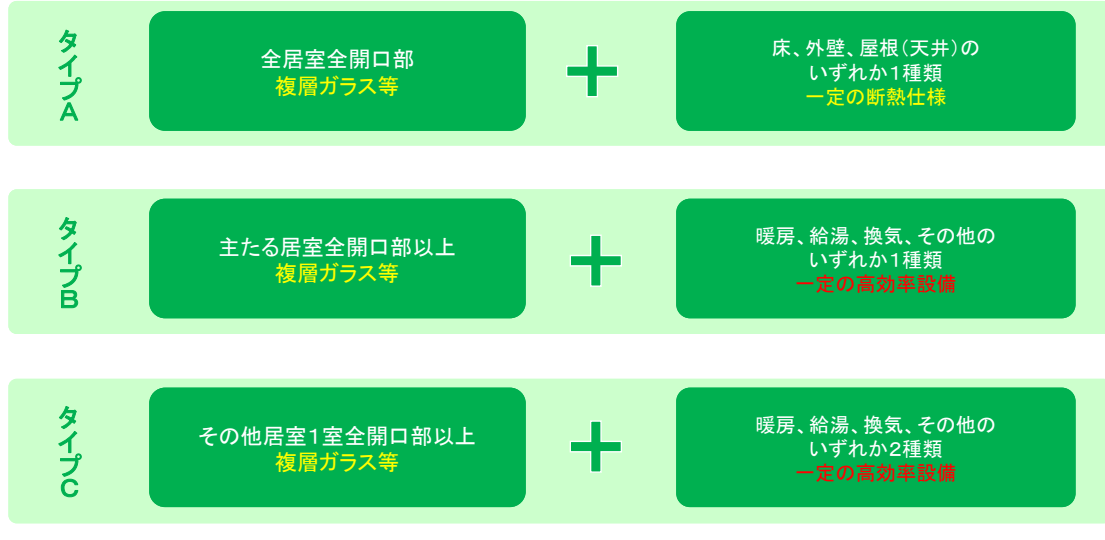 タイプA
全居室全開口部
複層ガラス等
＋
床、外壁、屋根（天井）の
いずれか１種類
一定の断熱仕様
タイプB
主たる居室全開口部以上
複層ガラス等
＋
暖房、給湯、換気、その他の
いずれか１種類
一定の高効率設備
タイプC
その他居室１室全開口部以上
複層ガラス等
＋
暖房、給湯、換気、その他の
いずれか２種類
一定の高効率設備